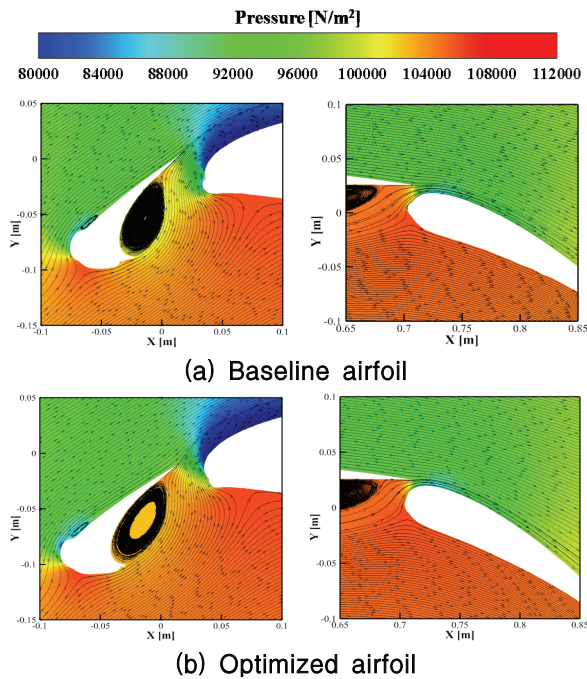 Pressure [N/m²]
80000 84000 88000 92000 96000 100000 104000 108000 112000
0.05
0
-0.05
-0.1
-0.15
Y [m]
-0.1 -0.05 0 0.05 0.1
X [m]
0.1
0.05
0
-0.05
-0.1
Y [m]
0.65 0.7 0.75 0.8 0.85
X [m]
(a) Baseline airfoil
0.05
0
-0.05
-0.1
-0.15
Y [m]
-0.1 -0.05 0 0.05 0.1
X [m]
0.1
0.05
0
-0.05
-0.1
Y [m]
0.65 0.7 0.75 0.8 0.85
X [m]
(b) Optimized airfoil